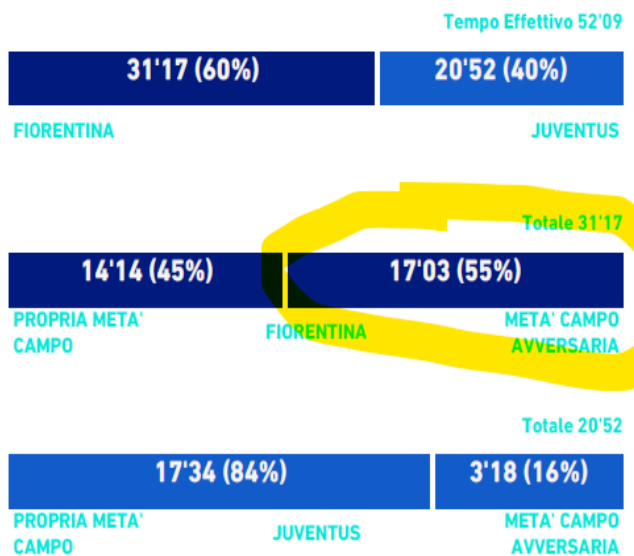 Tempo Effettivo 52'09
31'17 (60%) 20'52 (40%)
FIORENTINA JUVENTUS
Totale 31'17
14'14 (45%) 17'03 (55%)
PROPRIA META' CAMPO
FIORENTINA
META' CAMPO AVVERSARIA
Totale 20'52
17'34 (84%) 3'18 (16%)
PROPRIA META' CAMPO
JUVENTUS
META' CAMPO AVVERSARIA